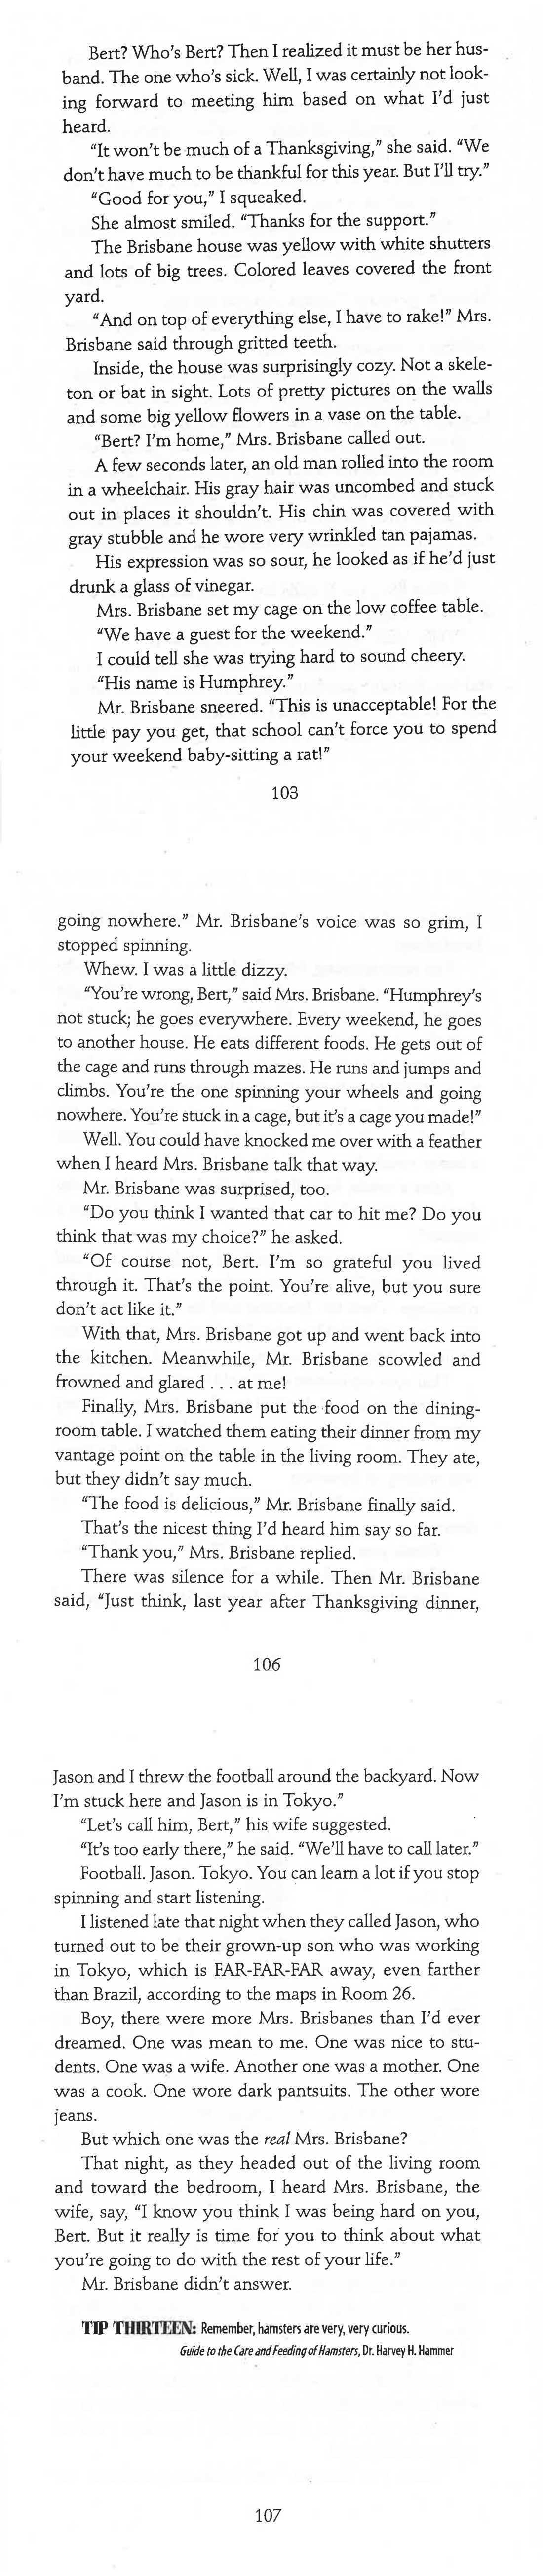 Bert? Who's Bert? Then I realized it must be her hus-
band. The one who's sick. Well, I was certainly not look-
ing forward to meeting him based on what I'd just
heard.
"It won't be much of a Thanksgiving," she said. "We
don't have much to be thankful for this year. But I'll try."
"Good for you," I squeaked.
She almost smiled. "Thanks for the support."
The Brisbane house was yellow with white shutters
and lots of big trees. Colored leaves covered the front
yard.
"And on top of everything else, I have to rake!" Mrs.
Brisbane said through gritted teeth.
Inside, the house was surprisingly cozy. Not a skele-
ton or bat in sight. Lots of pretty pictures on the walls
and some big yellow flowers in a vase on the table.
"Bert? I'm home," Mrs. Brisbane called out.
A few seconds later, an old man rolled into the room
in a wheelchair. His gray hair was uncombed and stuck
out in places it shouldn't. His chin was covered with
gray stubble and he wore very wrinkled tan pajamas.
His expression was so sour, he looked as if he'd just
drunk a glass of vinegar.
Mrs. Brisbane set my cage on the low coffee table.
"We have a guest for the weekend."
I could tell she was trying hard to sound cheery.
"His name is Humphrey."
Mr. Brisbane sneered. "This is unacceptable! For the
little pay you get, that school can't force you to spend
your weekend baby-sitting a rat!"
103
going nowhere." Mr. Brisbane's voice was so grim, I
stopped spinning.
Whew. I was a little dizzy.
"You're wrong, Bert," said Mrs. Brisbane. "Humphrey's
not stuck; he goes everywhere. Every weekend, he goes
to another house. He eats different foods. He gets out of
the cage and runs through mazes. He runs and jumps and
climbs. You're the one spinning your wheels and going
nowhere. You're stuck in a cage, but it's a cage you made!"
Well. You could have knocked me over with a feather
when I heard Mrs. Brisbane talk that way.
Mr. Brisbane was surprised, too.
"Do you think I wanted that car to hit me? Do you
think that was my choice?" he asked.
"Of course not, Bert. I'm so grateful you lived
through it. That's the point. You're alive, but you sure
don't act like it."
With that, Mrs. Brisbane got up and went back into
the kitchen. Meanwhile, Mr. Brisbane scowled and
frowned and glared . . . at me!
Finally, Mrs. Brisbane put the food on the dining-
room table. I watched them eating their dinner from my
vantage point on the table in the living room. They ate,
but they didn't say much.
"The food is delicious," Mr. Brisbane finally said.
That's the nicest thing I'd heard him say so far.
"Thank you," Mrs. Brisbane replied.
There was silence for a while. Then Mr. Brisbane
said, "Just think, last year after Thanksgiving dinner,
106
Jason and I threw the football around the backyard. Now
I'm stuck here and Jason is in Tokyo."
"Let's call him, Bert," his wife suggested.
"It's too early there," he said. "We'll have to call later."
Football. Jason. Tokyo. You can learn a lot if you stop
spinning and start listening.
I listened late that night when they called Jason, who
turned out to be their grown-up son who was working
in Tokyo, which is FAR-FAR-FAR away, even farther
than Brazil, according to the maps in Room 26.
Boy, there were more Mrs. Brisbanes than I'd ever
dreamed. One was mean to me. One was nice to stu-
dents. One was a wife. Another one was a mother. One
was a cook. One wore dark pantsuits. The other wore
jeans.
But which one was the real Mrs. Brisbane?
That night, as they headed out of the living room
and toward the bedroom, I heard Mrs. Brisbane, the
wife, say, "I know you think I was being hard on you,
Bert. But it really is time for you to think about what
you're going to do with the rest of your life."
Mr. Brisbane didn't answer.
TIP THIRTEEN: Remember, hamsters are very, very curious.
Guide to the Care and Feeding of Hamsters, Dr. Harvey H. Hammer
107